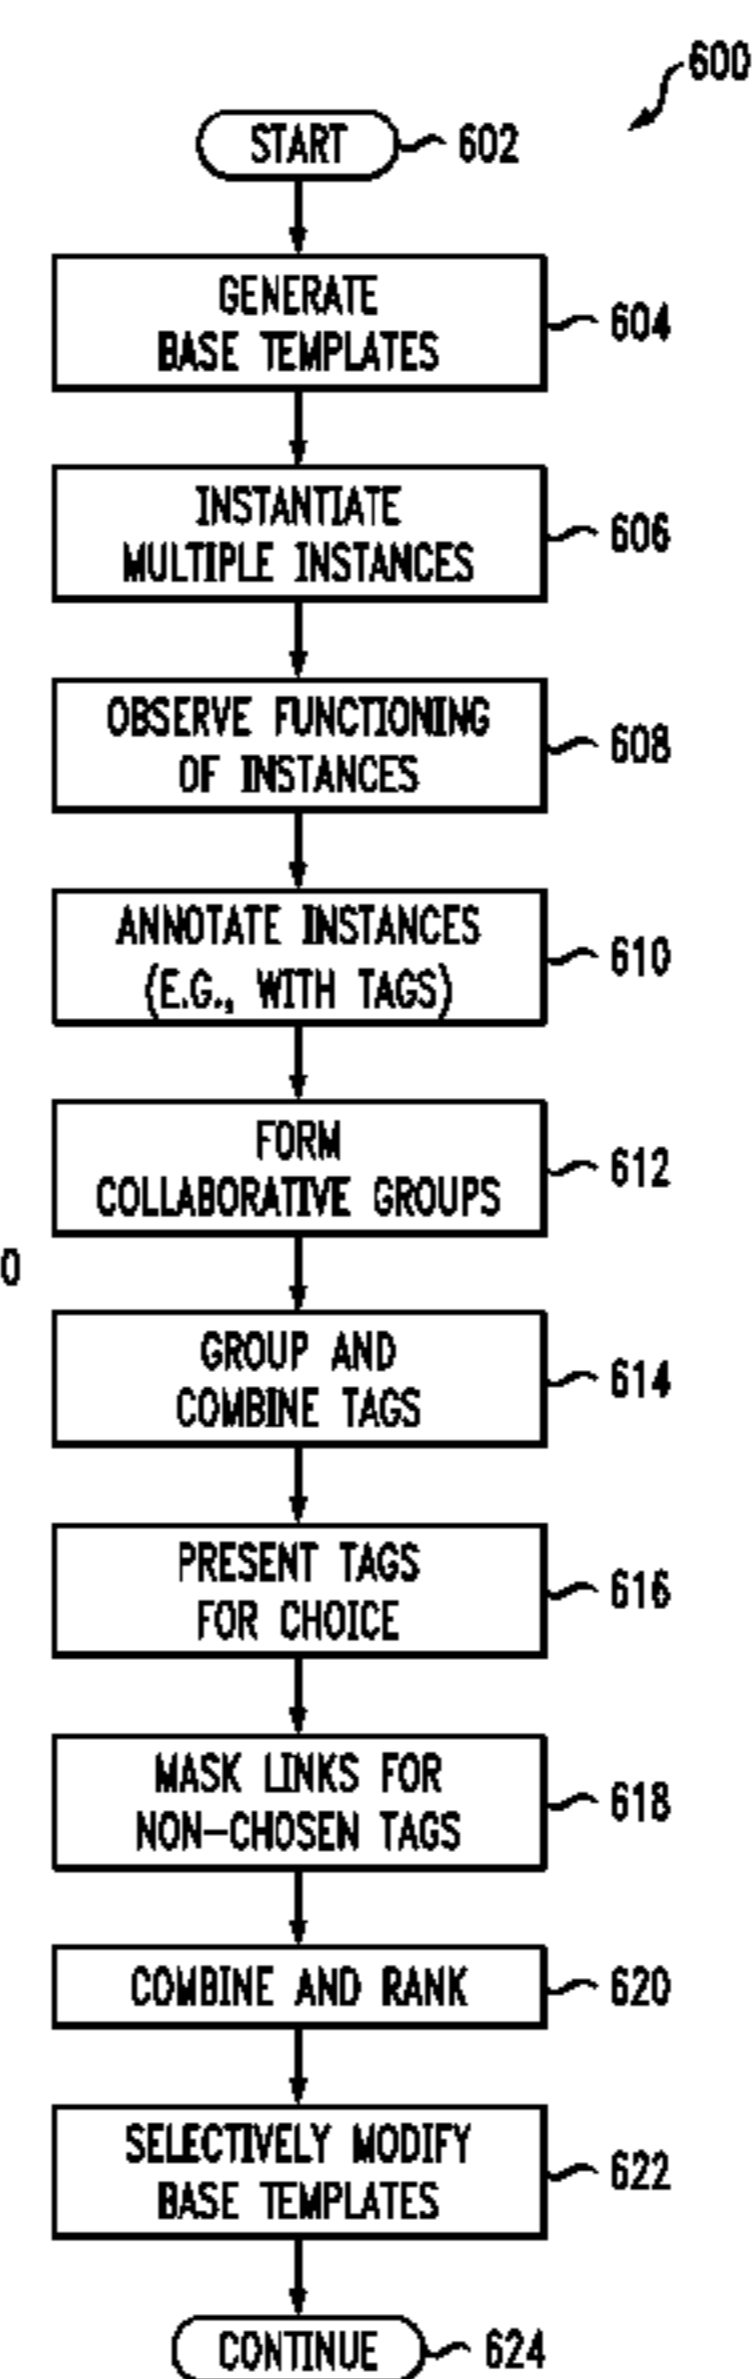 600
START 602
GENERATE
BASE TEMPLATES
604
INSTANTIATE
MULTIPLE INSTANCES
606
OBSERVE FUNCTIONING
OF INSTANCES
608
ANNOTATE INSTANCES
(E.G., WITH TAGS)
610
FORM
COLLABORATIVE GROUPS
612
0
GROUP AND
COMBINE TAGS
614
PRESENT TAGS
FOR CHOICE
616
MASK LINKS FOR
NON-CHOSEN TAGS
618
COMBINE AND RANK 620
SELECTIVELY MODIFY
BASE TEMPLATES
622
CONTINUE 624